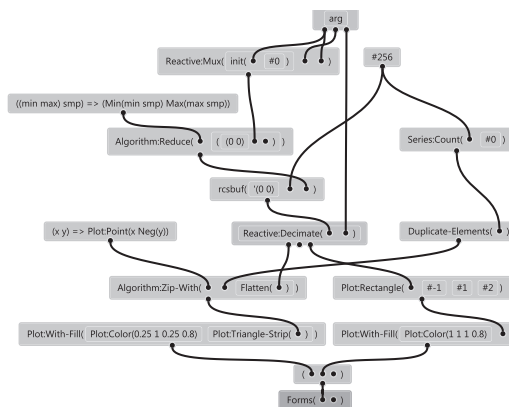 arg
Reactive:Mux( init( #0 ) )
#256
((min max) smp) => (Min(min smp) Max(max smp))
Algorithm:Reduce( ( (0 0) ) )
Series:Count( #0 )
rcsbuf( '(0 0) )
(x y) => Plot:Point(x Neg(y))
Reactive:Decimate( )
Duplicate-Elements( )
Algorithm:Zip-With( Flatten( ) )
Plot:Rectangle( #-1 #1 #2 )
Plot:With-Fill( Plot:Color(0.25 1 0.25 0.8) Plot:Triangle-Strip( ) )
Plot:With-Fill( Plot:Color(1 1 1 0.8) )
( )
Forms( )